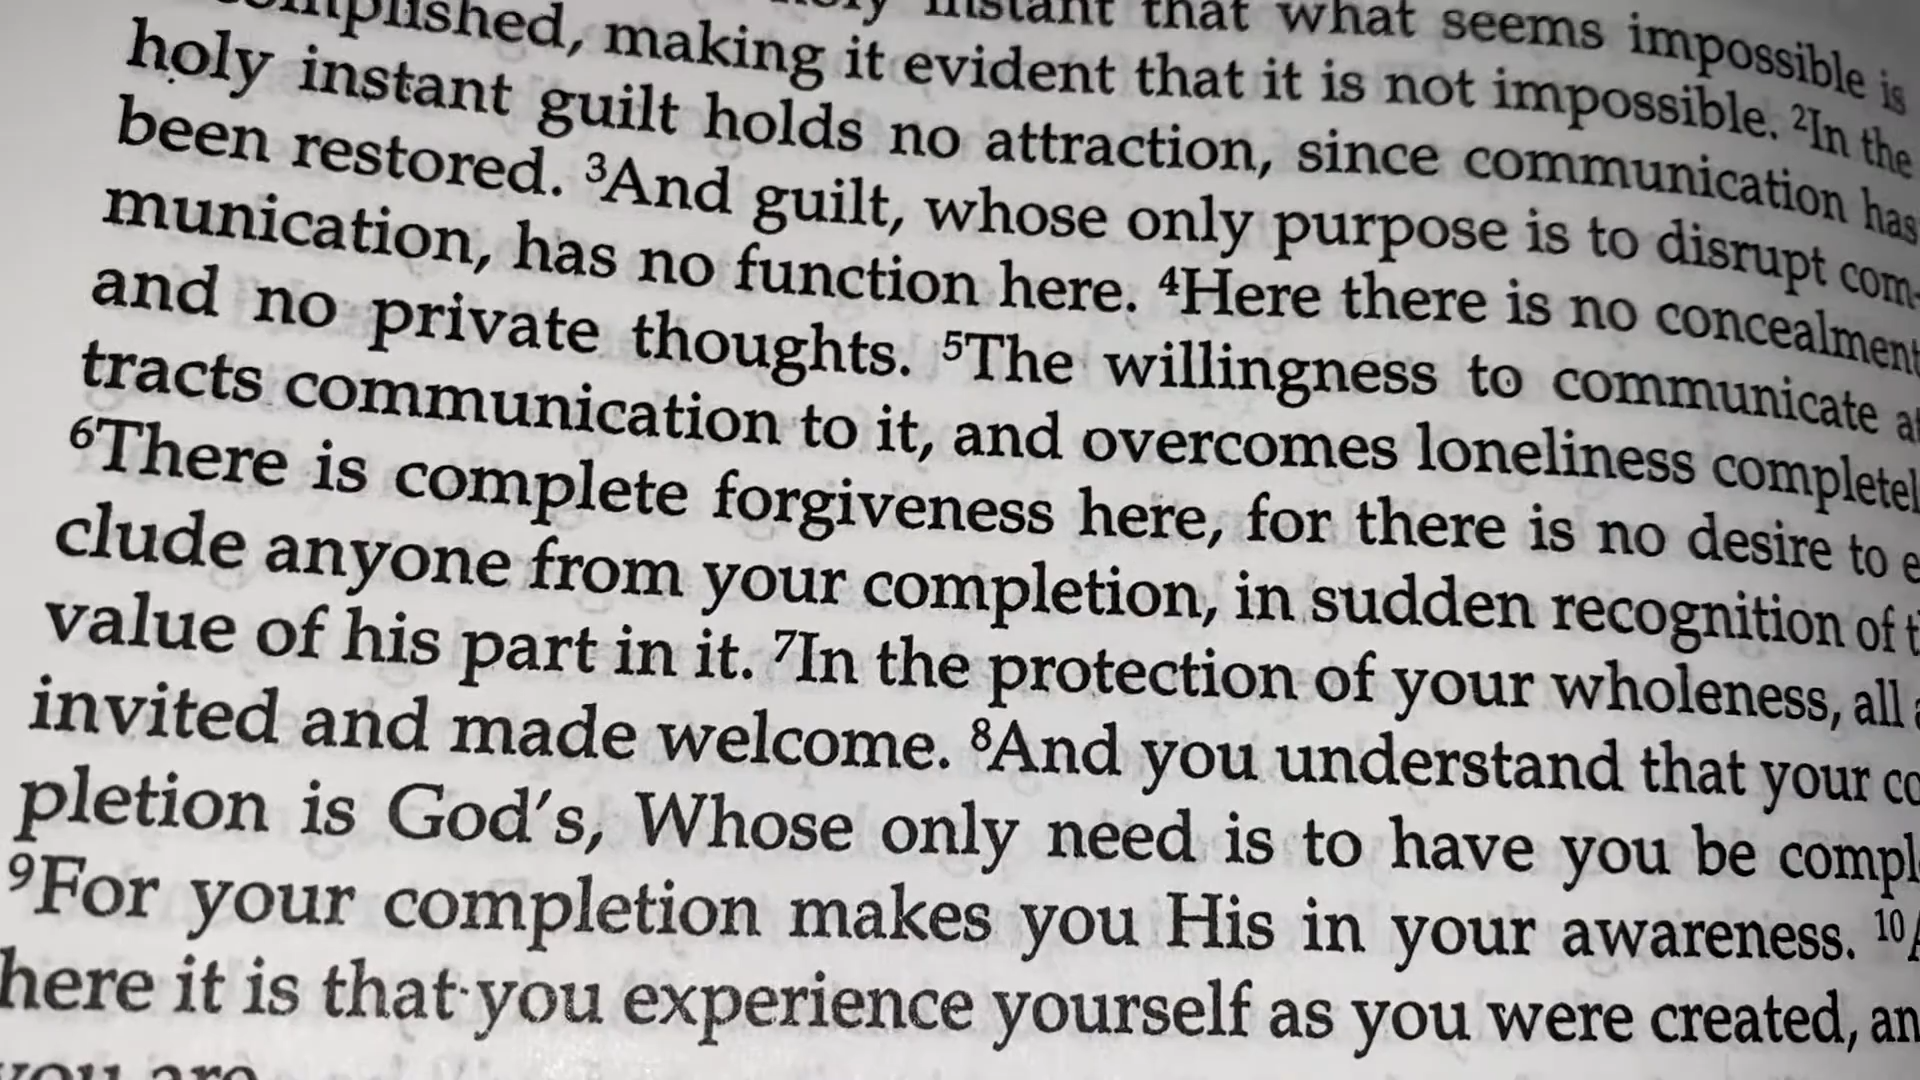 that what seems impossible is
making it evident that it is not impossible. ²In the
holy instant guilt holds no attraction, since communication has
been restored. ³And guilt, whose only purpose is to disrupt com-
munication, has no function here. ⁴Here there is no concealment
and no private thoughts. ⁵The willingness to communicate at
tracts communication to it, and overcomes loneliness completel
⁶There is complete forgiveness here, for there is no desire to e
clude anyone from your completion, in sudden recognition of t
value of his part in it. ⁷In the protection of your wholeness, all
invited and made welcome. ⁸And you understand that your co
pletion is God's, Whose only need is to have you be compl
⁹For your completion makes you His in your awareness. ¹⁰
here it is that you experience yourself as you were created, an
you are